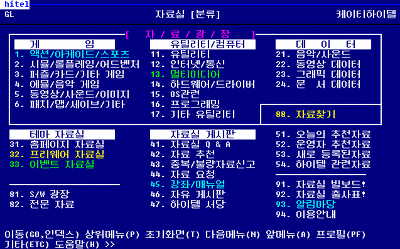 hitel
GL 자료실 [분류] 케이티하이텔
[ 자 / 료 / 광 / 장 ]
게 임 유틸리티/컴퓨터 데 이 터
1. 액션/아케이드/스포츠 11. 유틸리티 21. 음악/사운드
2. 시뮬/롤플레잉/어드벤처 12. 인터넷/통신 22. 동영상 데이터
3. 퍼즐/카드/기타 게임 13. 멀티미디어 23. 그래픽 데이터
4. 에뮬/음악 게임 14. 하드웨어/드라이버 24. 문 서 데이터
5. 동영상/사운드/이미지 15. OS관련
6. 패치/맵/세이브/기타 16. 프로그래밍
17. 기타 유틸리티 88. 자료찾기
테마 자료실 자료실 게시판 51. 오늘의 추천자료
31. 홈페이지 자료실 41. 자료실 Q & A 52. 운영자 추천자료
32. 프리웨어 자료실 42. 자료 추천 53. 새로 등록된자료
33. 이벤트 자료실 43. 중복/불량자료신고 54. 하이텔 관련자료
44. 자료 요청
45. 강좌/매뉴얼 91. 자료실 빌보드!
81. S/W 광장 46. 자유 게시판 92. 자료실 출사표!
82. 전문 자료 47. 하이텔 서당 93. 알림마당
94. 이용안내
이동(GO,인덱스) 상위메뉴(P) 초기화면(T) 다음메뉴(N) 앞메뉴(A) 프로필(PF)
기타(ETC) 도움말(H) >>